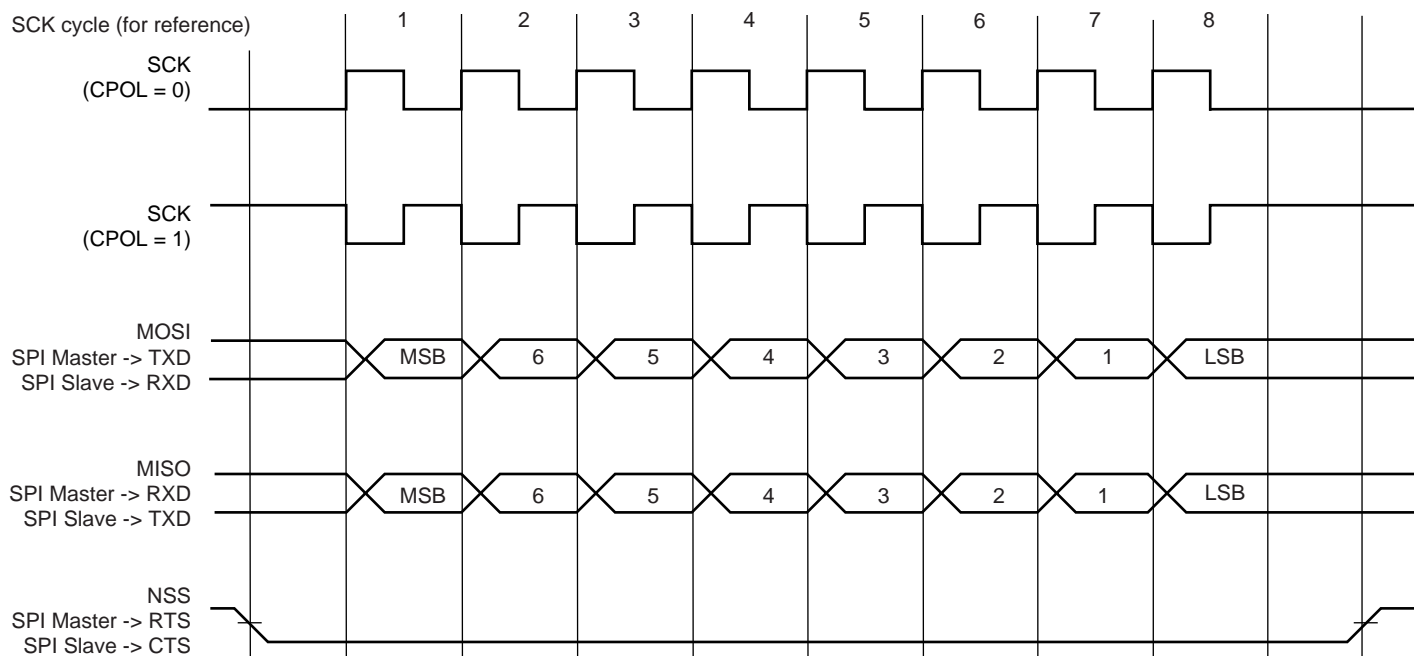 SCK cycle (for reference)
1 2 3 4 5 6 7 8
SCK
(CPOL = 0)
SCK
(CPOL = 1)
MOSI
SPI Master -> TXD
SPI Slave -> RXD
MSB 6 5 4 3 2 1 LSB
MISO
SPI Master -> RXD
SPI Slave -> TXD
MSB 6 5 4 3 2 1 LSB
NSS
SPI Master -> RTS
SPI Slave -> CTS